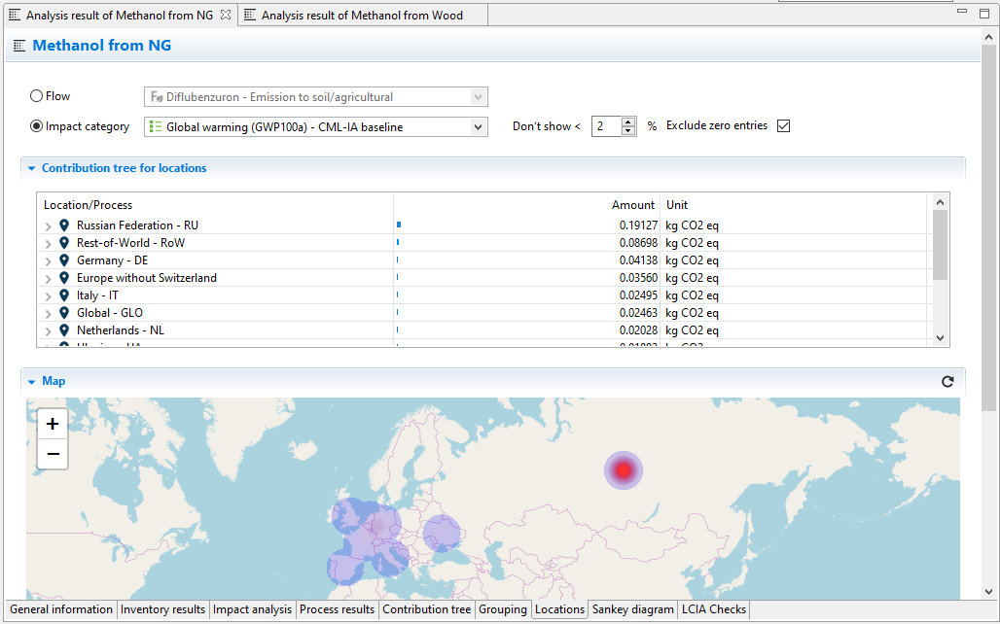 Analysis result of Methanol from NG
Analysis result of Methanol from Wood
Methanol from NG
Flow
Diflubenzuron - Emission to soil/agricultural
Impact category
Global warming (GWP100a) - CML-IA baseline
Don't show < 2 % Exclude zero entries
Contribution tree for locations
Location/Process Amount Unit
Russian Federation - RU 0.19127 kg CO2 eq
Rest-of-World - RoW 0.08698 kg CO2 eq
Germany - DE 0.04138 kg CO2 eq
Europe without Switzerland 0.03560 kg CO2 eq
Italy - IT 0.02495 kg CO2 eq
Global - GLO 0.02463 kg CO2 eq
Netherlands - NL 0.02028 kg CO2 eq
Map
+
−
General information Inventory results Impact analysis Process results Contribution tree Grouping Locations Sankey diagram LCIA Checks